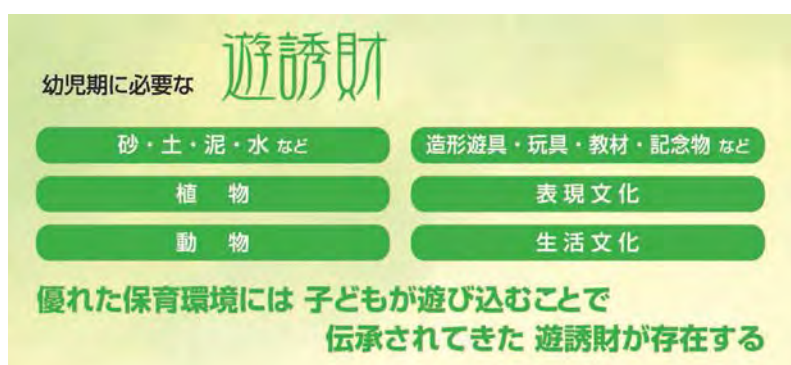 幼児期に必要な 遊誘財
砂・土・泥・水 など
造形遊具・玩具・教材・記念物 など
植 物
表現文化
動 物
生活文化
優れた保育環境には 子どもが遊び込むことで
伝承されてきた 遊誘財が存在する